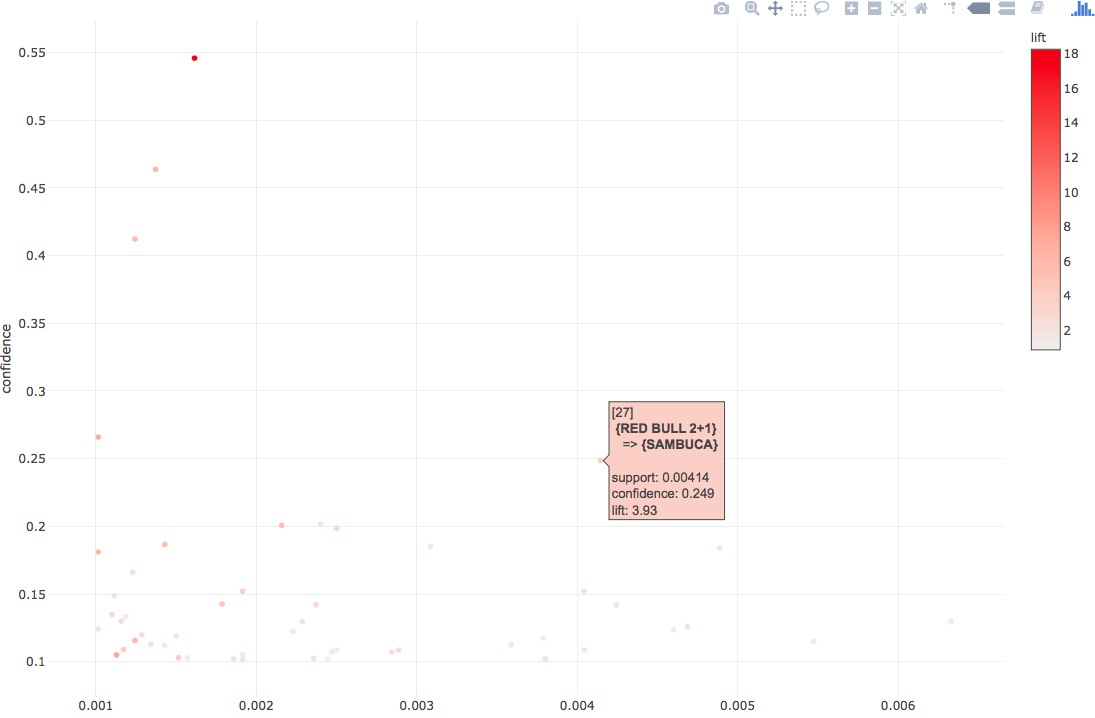 lift
18
16
14
12
10
8
6
4
2
confidence
0.55
0.5
0.45
0.4
0.35
0.3
0.25
0.2
0.15
0.1
[27]
{RED BULL 2+1}
=> {SAMBUCA}
support: 0.00414
confidence: 0.249
lift: 3.93
0.001 0.002 0.003 0.004 0.005 0.006